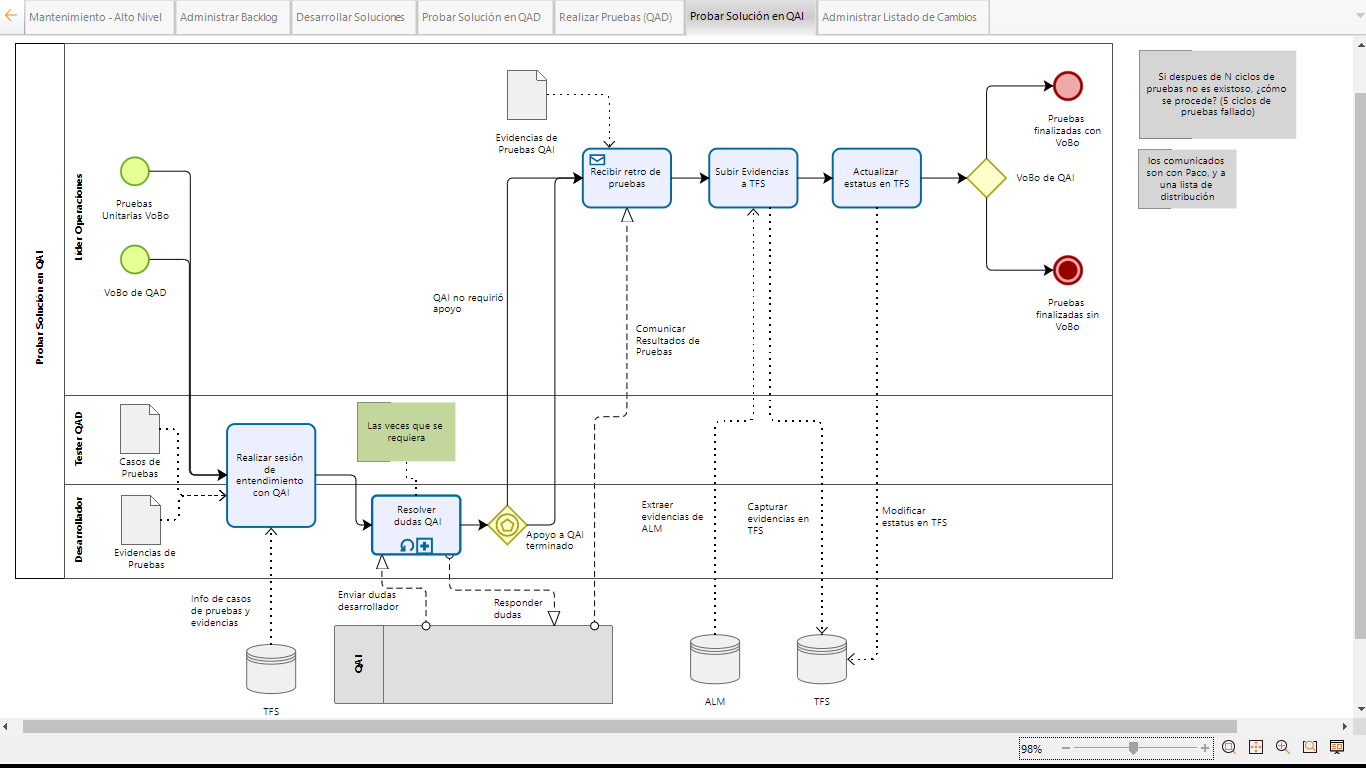 Mantenimiento - Alto Nivel
Administrar Backlog
Desarrollar Soluciones
Probar Solución en QAD
Realizar Pruebas (QAD)
Probar Solución en QAI
Administrar Listado de Cambios
Probar Solución en QAI
Líder Operaciones
Tester QAD
Desarrollador
Pruebas
Unitarias VoBo
VoBo de QAD
Evidencias de
Pruebas QAI
Recibir retro de
pruebas
Subir Evidencias
a TFS
Actualizar
estatus en TFS
VoBo de QAI
Pruebas
finalizadas con
VoBo
Pruebas
finalizadas sin
VoBo
Si despues de N ciclos de
pruebas no es existoso, ¿cómo
se procede? (5 ciclos de
pruebas fallado)
los comunicados
son con Paco, y a
una lista de
distribución
QAI no requirió
apoyo
Comunicar
Resultados de
Pruebas
Casos de
Pruebas
Evidencias de
Pruebas
Realizar sesión
de
entendimiento
con QAI
Las veces que se
requiera
Resolver
dudas QAI
Apoyo a QAI
terminado
Extraer
evidencias de
ALM
Capturar
evidencias en
TFS
Modificar
estatus en TFS
Info de casos
de pruebas y
evidencias
Enviar dudas
desarrollador
Responder
dudas
QAI
TFS
ALM
TFS
98%